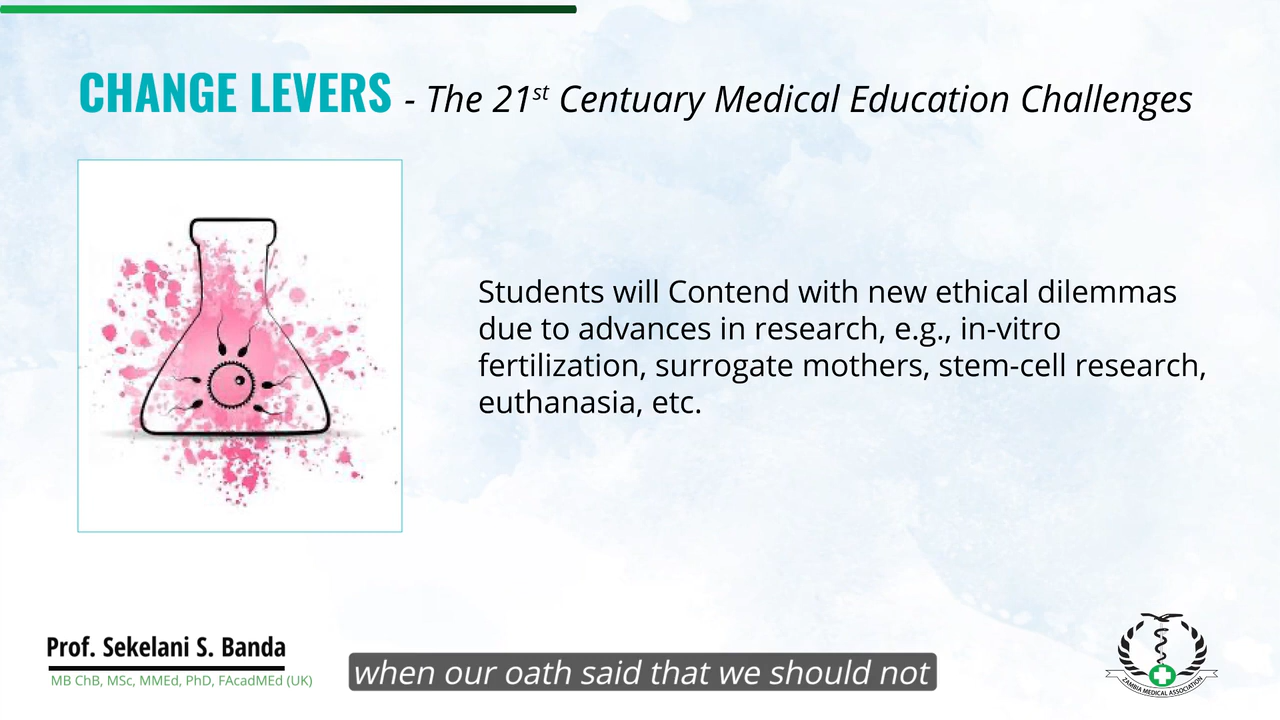 CHANGE LEVERS - The 21st Centuary Medical Education Challenges
Students will Contend with new ethical dilemmas
due to advances in research, e.g., in-vitro
fertilization, surrogate mothers, stem-cell research,
euthanasia, etc.
Prof. Sekelani S. Banda
MB ChB, MSc, MMEd, PhD, FAcadMEd (UK)
when our oath said that we should not
ZAMBIA MEDICAL ASSOCIATION